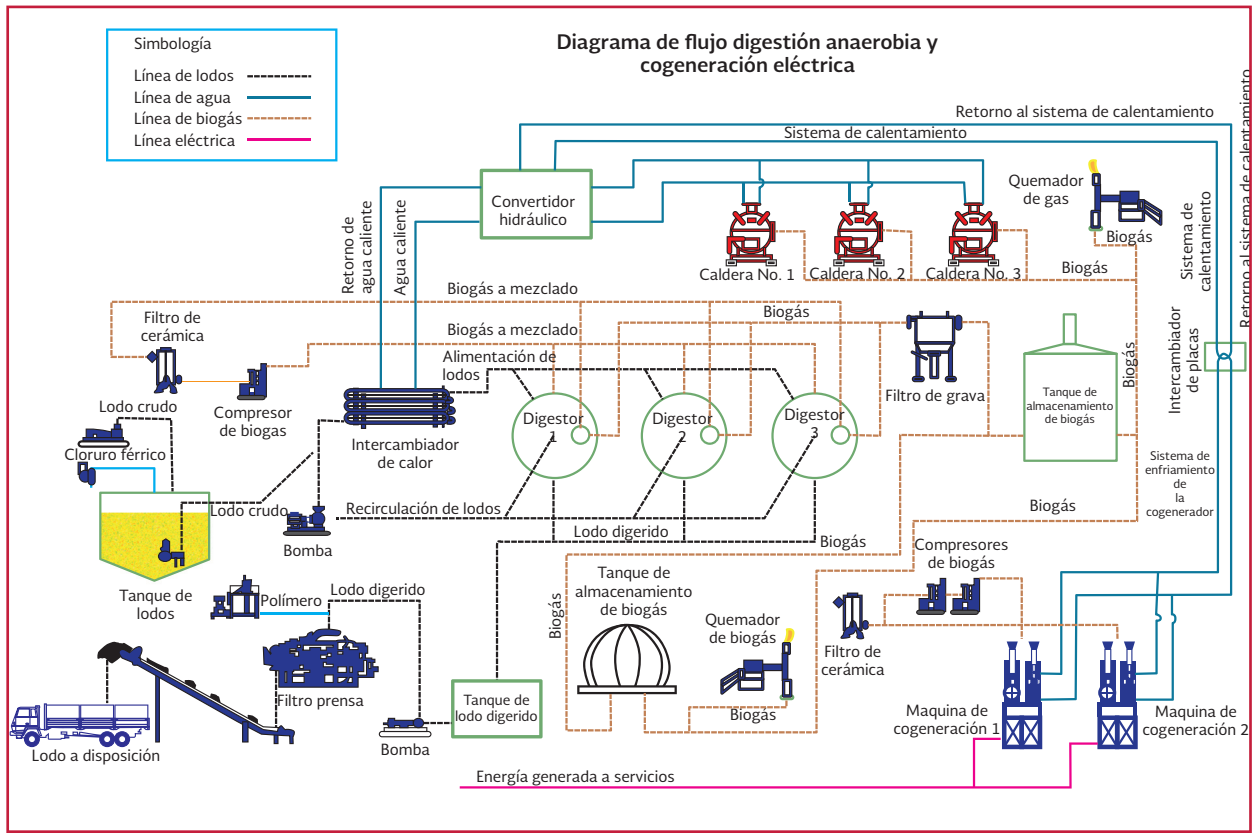 Simbología
Línea de lodos
Línea de agua
Línea de biogás
Línea eléctrica
Diagrama de flujo digestión anaerobia y
cogeneración eléctrica
Retorno al sistema de calentamiento
Sistema de calentamiento
Retorno al sistema de calentamiento
Convertidor
hidráulico
Quemador
de gas
Biogás
Sistema de
calentamiento
Retorno de
agua caliente
Agua caliente
Caldera No. 1
Caldera No. 2
Caldera No. 3
Biogás
Biogás a mezclado
Filtro de
cerámica
Biogás
Biogás a mezclado
Alimentación de
lodos
Biogás
Intercambiador
de placas
Compresor
de biogas
Filtro de grava
Tanque de
almacenamiento
de biogás
Lodo crudo
Cloruro férrico
Intercambiador
de calor
Digestor
1
Digestor
2
Digestor
3
Sistema de
enfriamiento
de
la
cogenerador
Lodo crudo
Recirculación de lodos
Bomba
Lodo digerido
Biogás
Biogás
Compresores
de biogás
Tanque de
lodos
Polímero
Lodo digerido
Biogás
Tanque de
almacenamiento
de biogás
Quemador
de biogás
Filtro de
cerámica
Filtro prensa
Tanque de
lodo digerido
Biogás
Maquina de
cogeneración 1
Maquina de
cogeneración 2
Lodo a disposición
Bomba
Energía generada a servicios